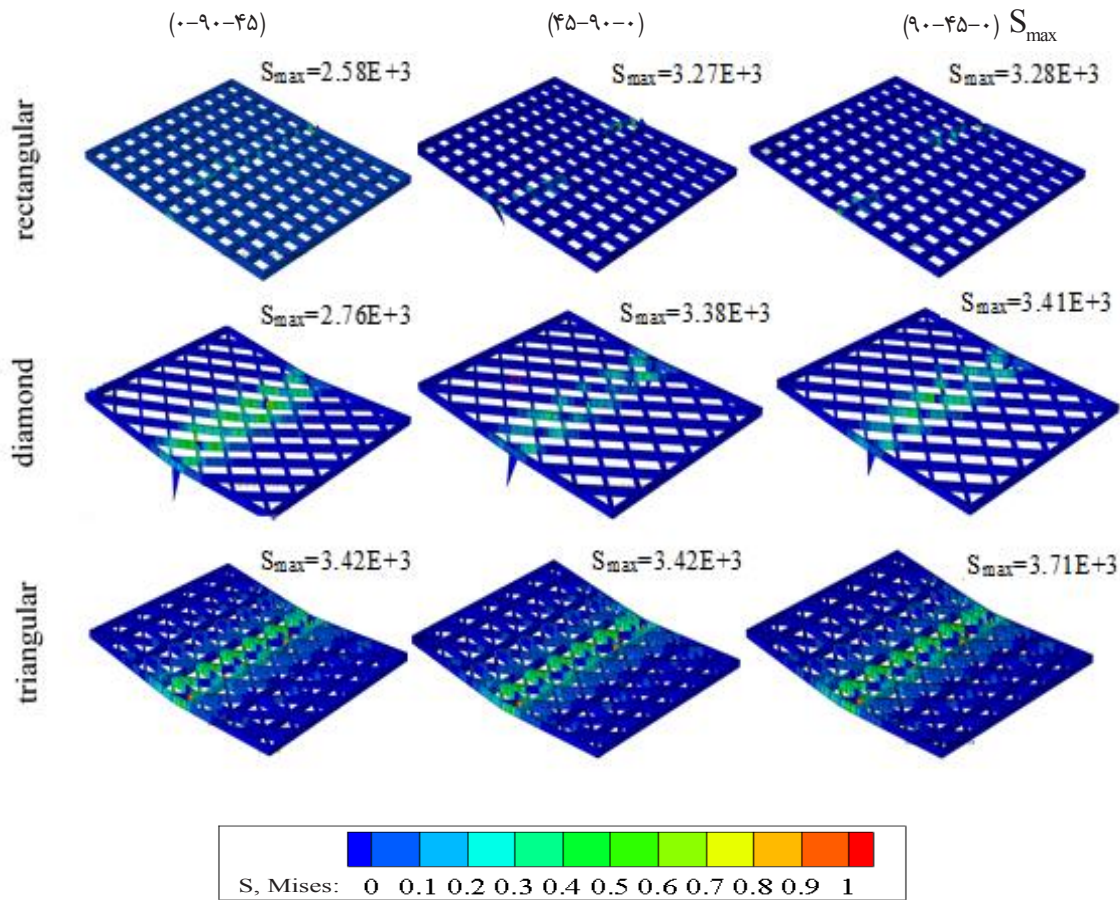 (۰-۹۰-۴۵)
(۴۵-۹۰-۰)
(۹۰-۴۵-۰) Smax
rectangular
Smax=2.58E+3
Smax=3.27E+3
Smax=3.28E+3
diamond
Smax=2.76E+3
Smax=3.38E+3
Smax=3.41E+3
triangular
Smax=3.42E+3
Smax=3.42E+3
Smax=3.71E+3
S, Mises: 0 0.1 0.2 0.3 0.4 0.5 0.6 0.7 0.8 0.9 1